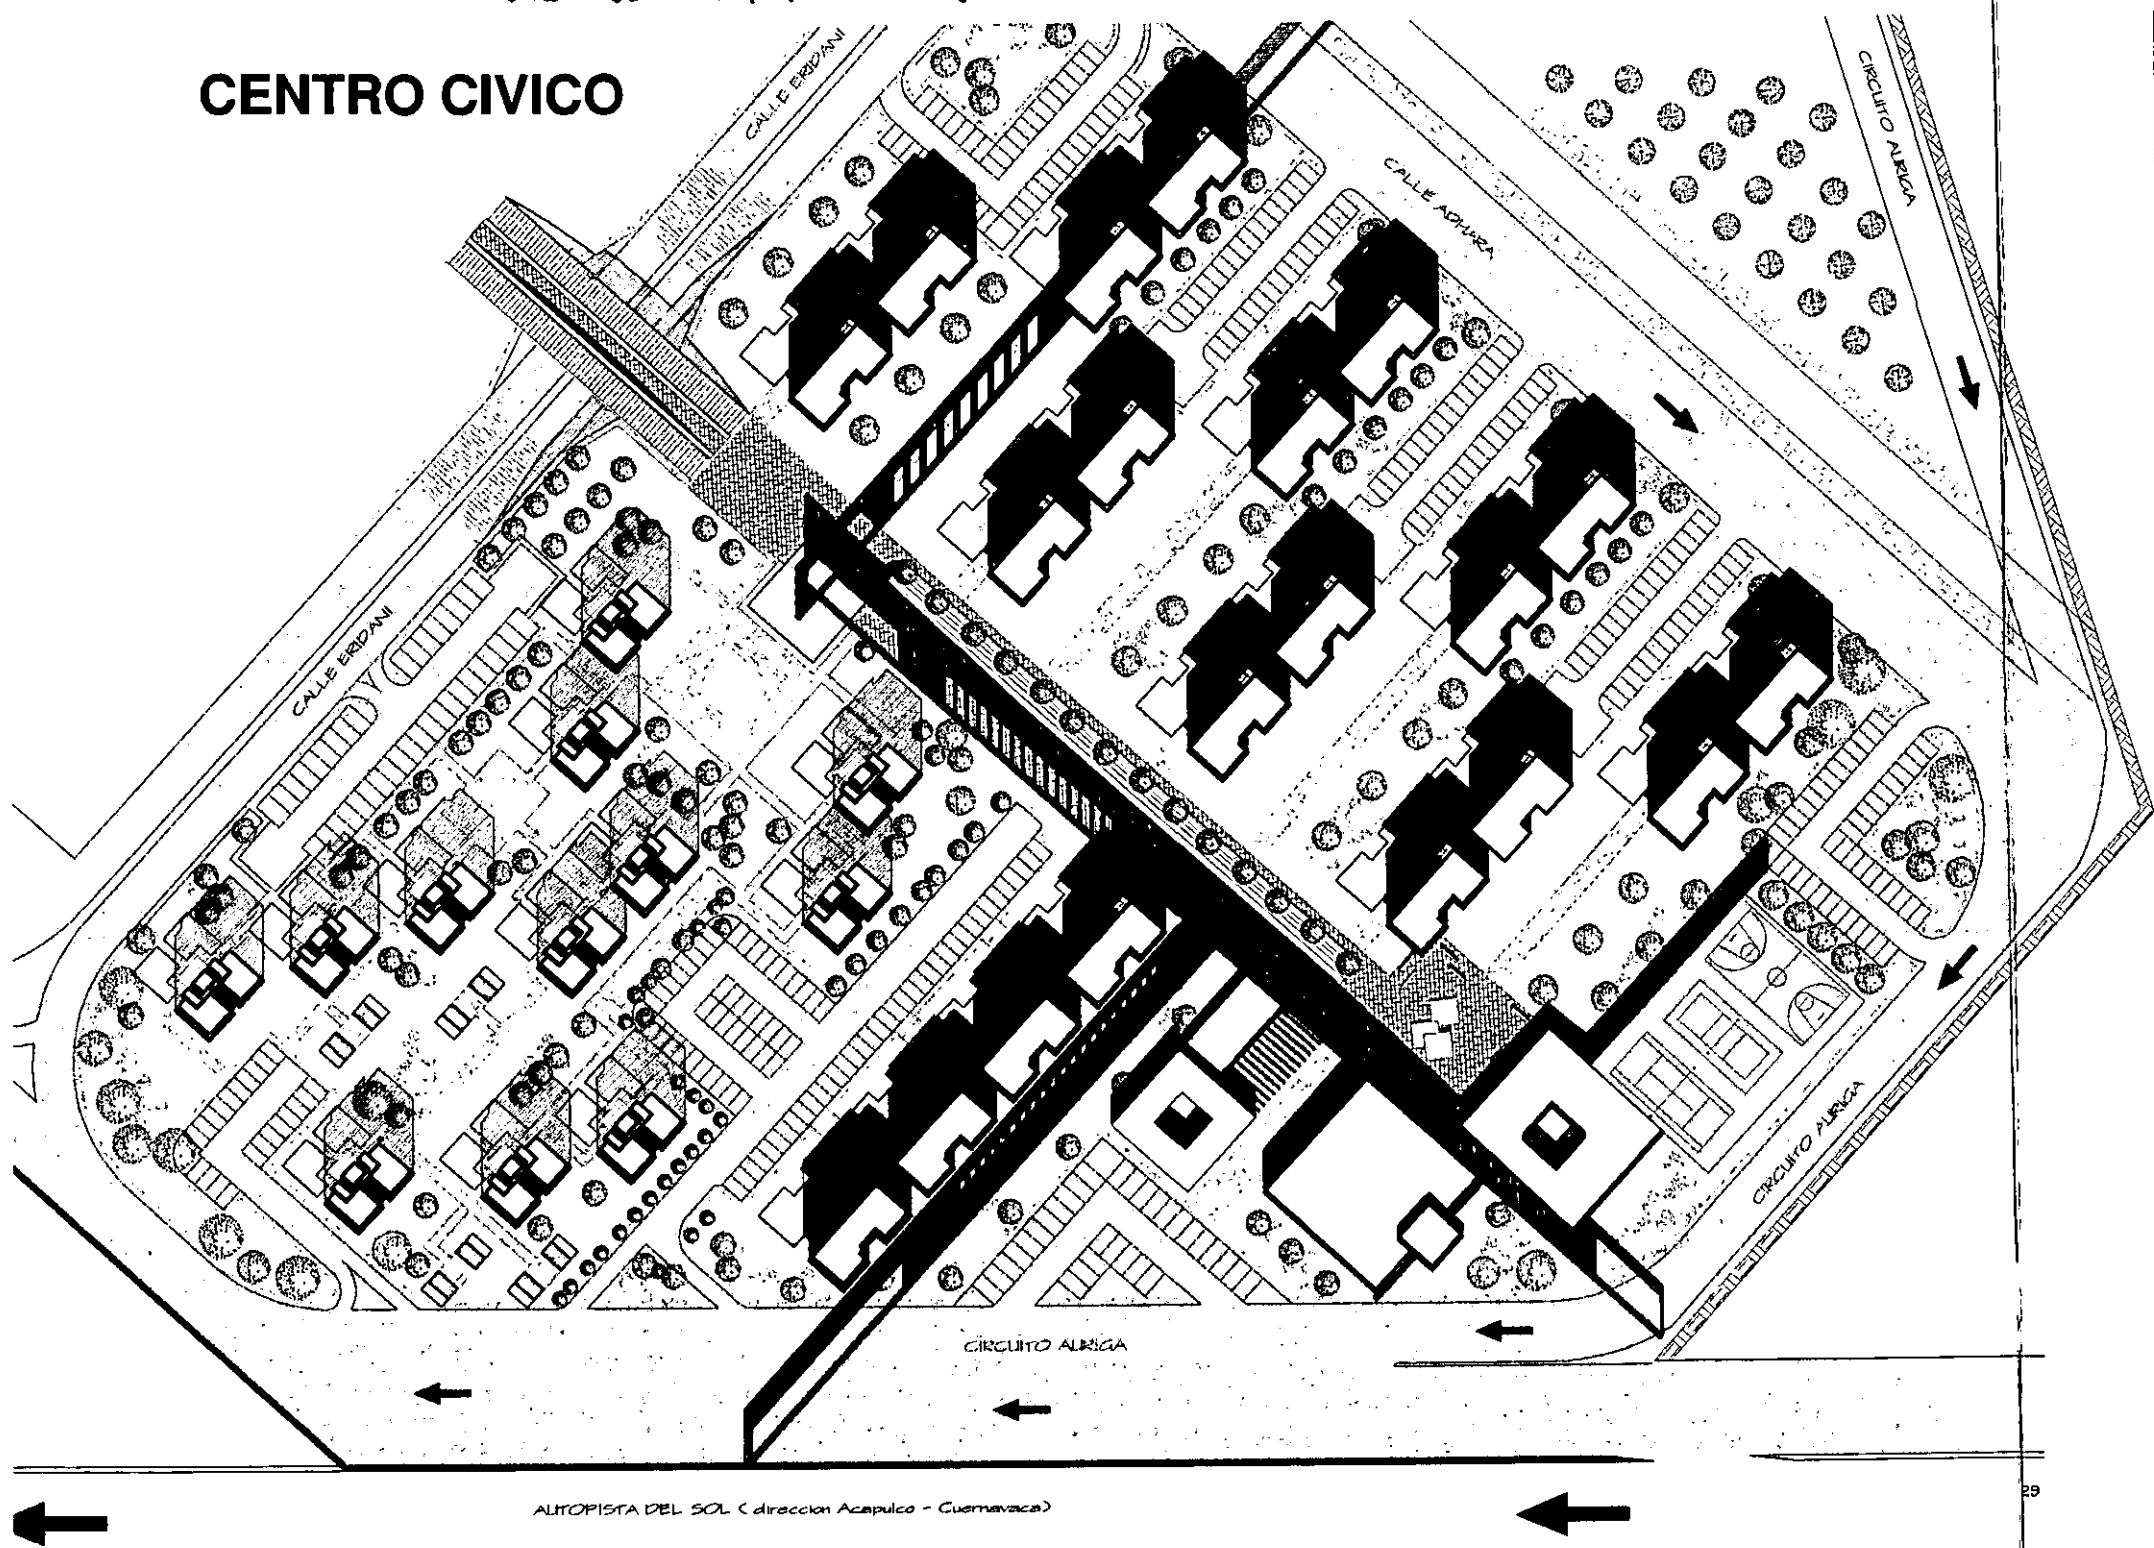 CENTRO CIVICO
CALLE ERIDANI
CIRCUITO AURIGA
CALLE ADHARA
CALLE ERIDANI
CIRCUITO AURIGA
CIRCUITO AURIGA
AUTOPISTA DEL SOL ( direccion Acapulco - Cuernavaca)
29